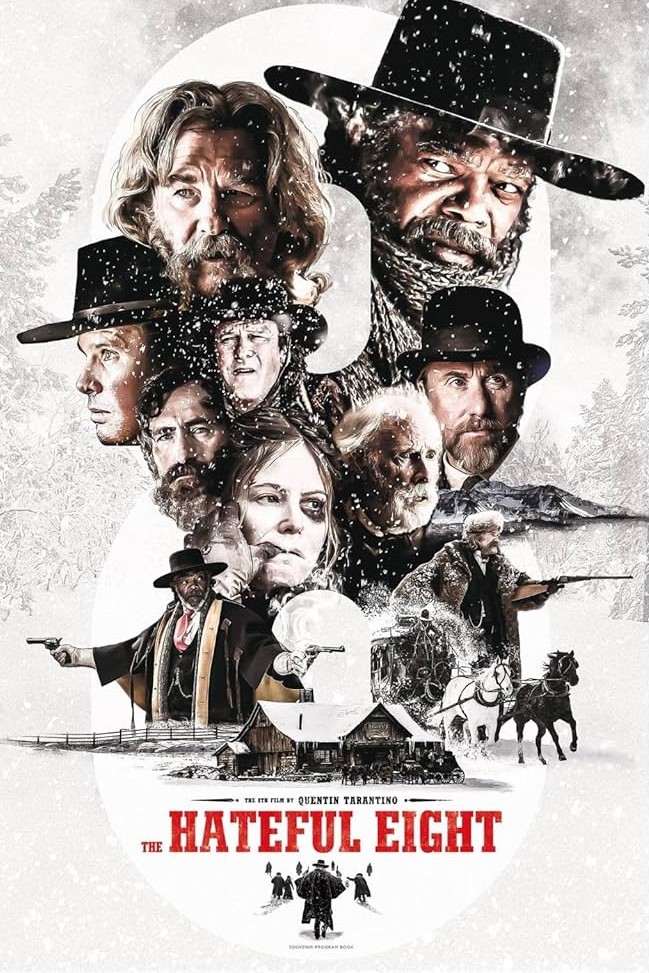 THE 8TH FILM BY QUENTIN TARANTINO
THE HATEFUL EIGHT
SOUVENIR PROGRAM BOOK